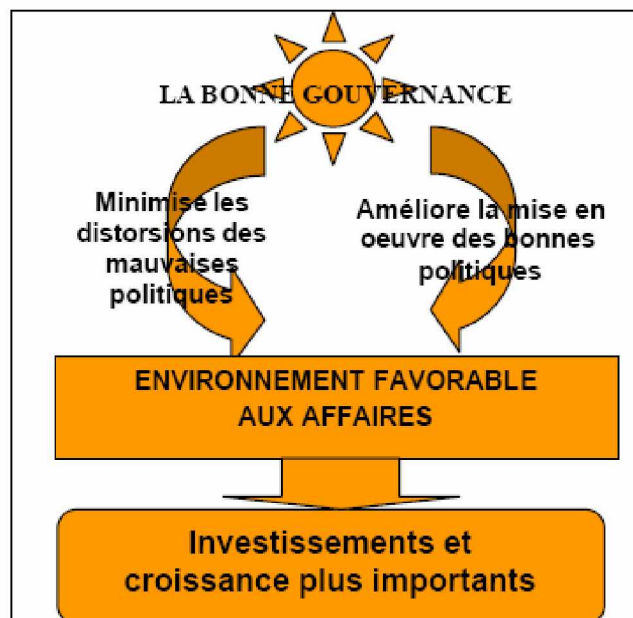 LA BONNE GOUVERNANCE
Minimise les
distorsions des
mauvaises
politiques
Améliore la mise en
oeuvre des bonnes
politiques
ENVIRONNEMENT FAVORABLE
AUX AFFAIRES
Investissements et
croissance plus importants